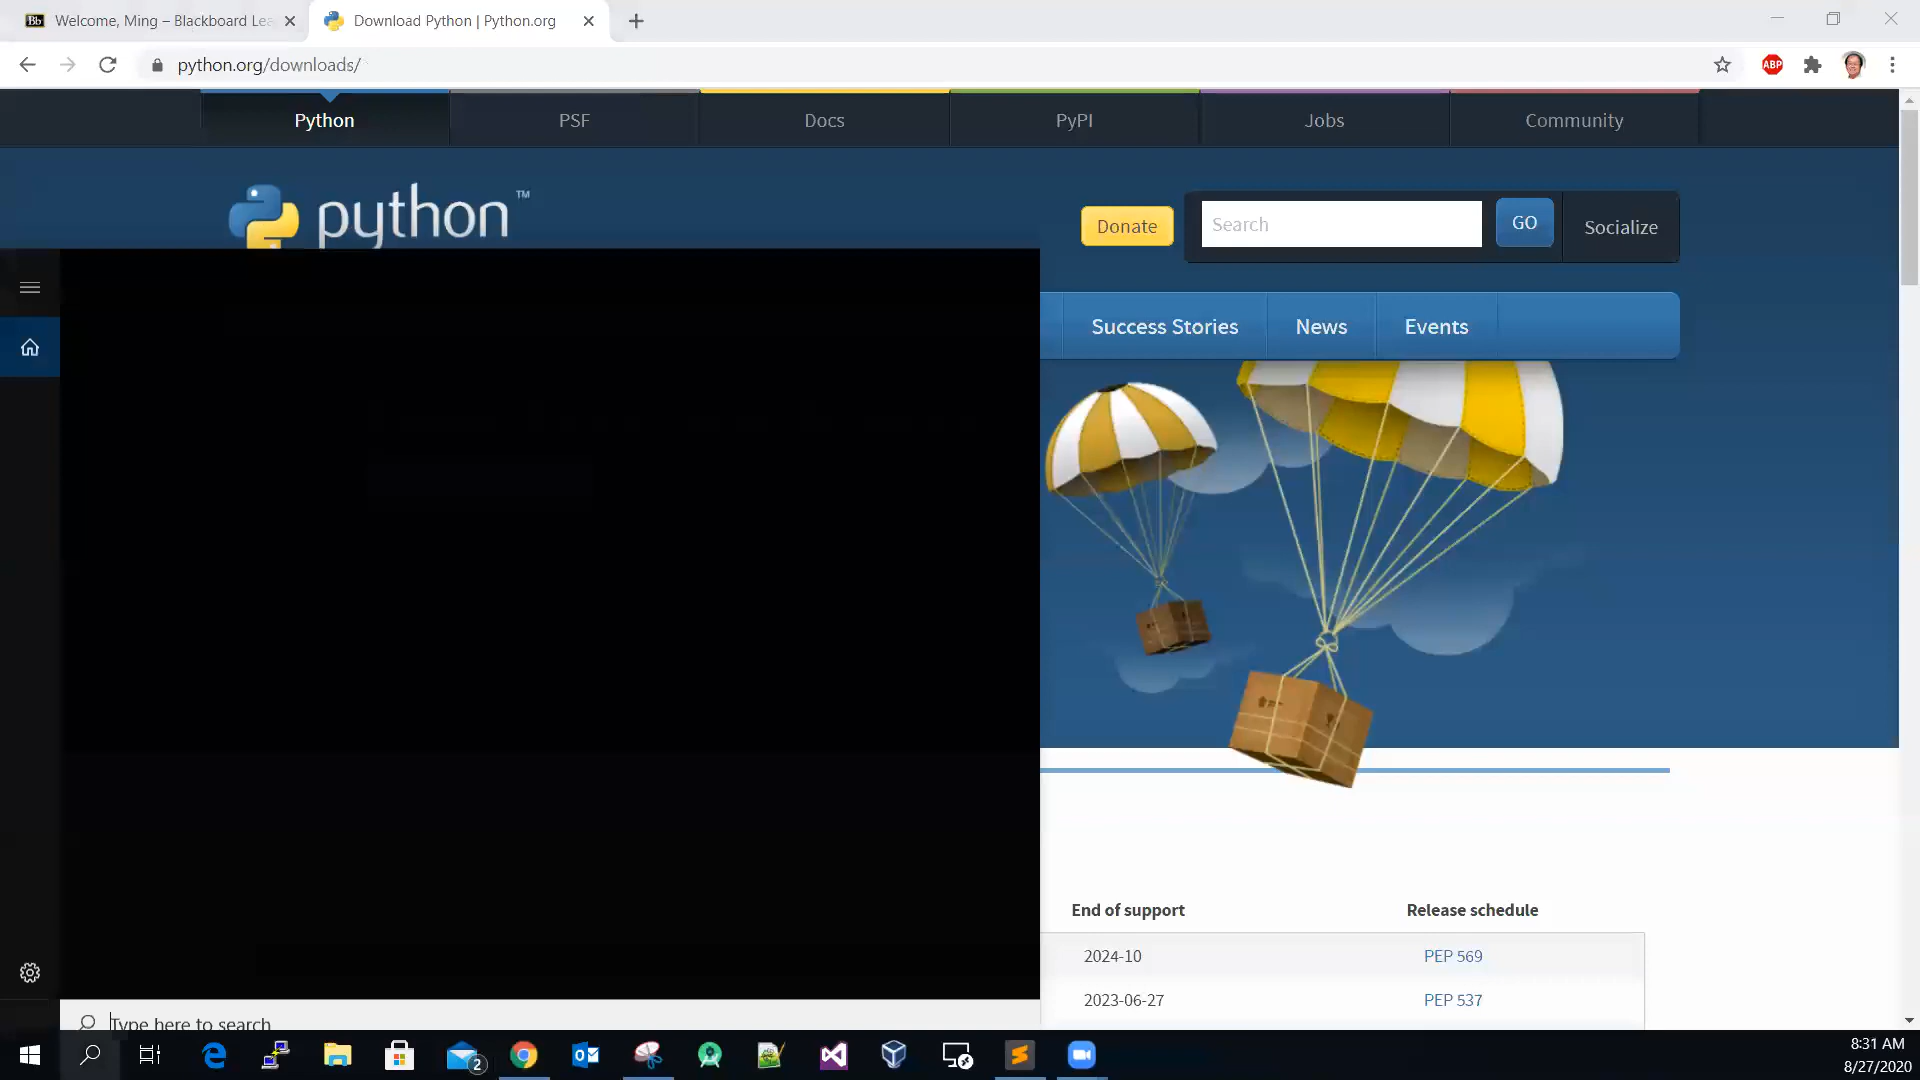 Welcome, Ming – Blackboard Lea
Download Python | Python.org
python.org/downloads/
ABP
Python
PSF
Docs
PyPI
Jobs
Community
python™
Donate
Search
GO
Socialize
Success Stories
News
Events
End of support
Release schedule
2024-10
PEP 569
2023-06-27
PEP 537
Type here to search
2
8:31 AM
8/27/2020